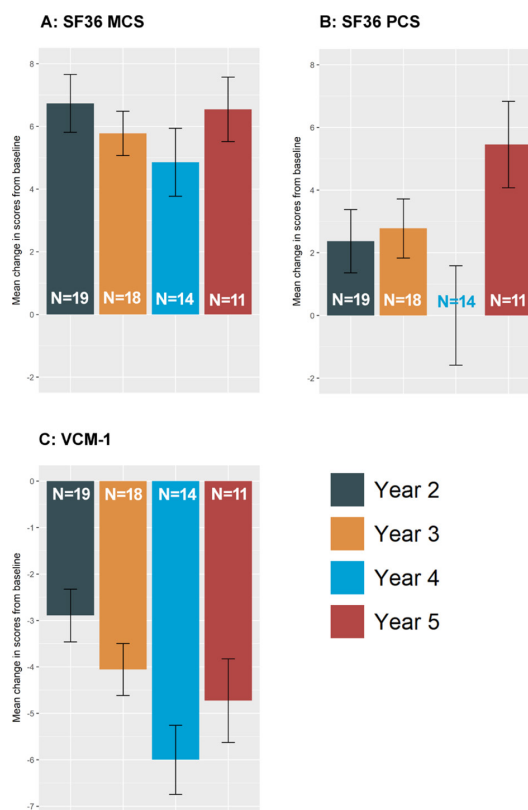 A: SF36 MCS
Mean change in scores from baseline
8
6
4
2
0
-2
N=19
N=18
N=14
N=11
B: SF36 PCS
Mean change in scores from baseline
8
6
4
2
0
-2
N=19
N=18
N=14
N=11
C: VCM-1
Mean change in scores from baseline
0
-1
-2
-3
-4
-5
-6
-7
N=19
N=18
N=14
N=11
Year 2
Year 3
Year 4
Year 5